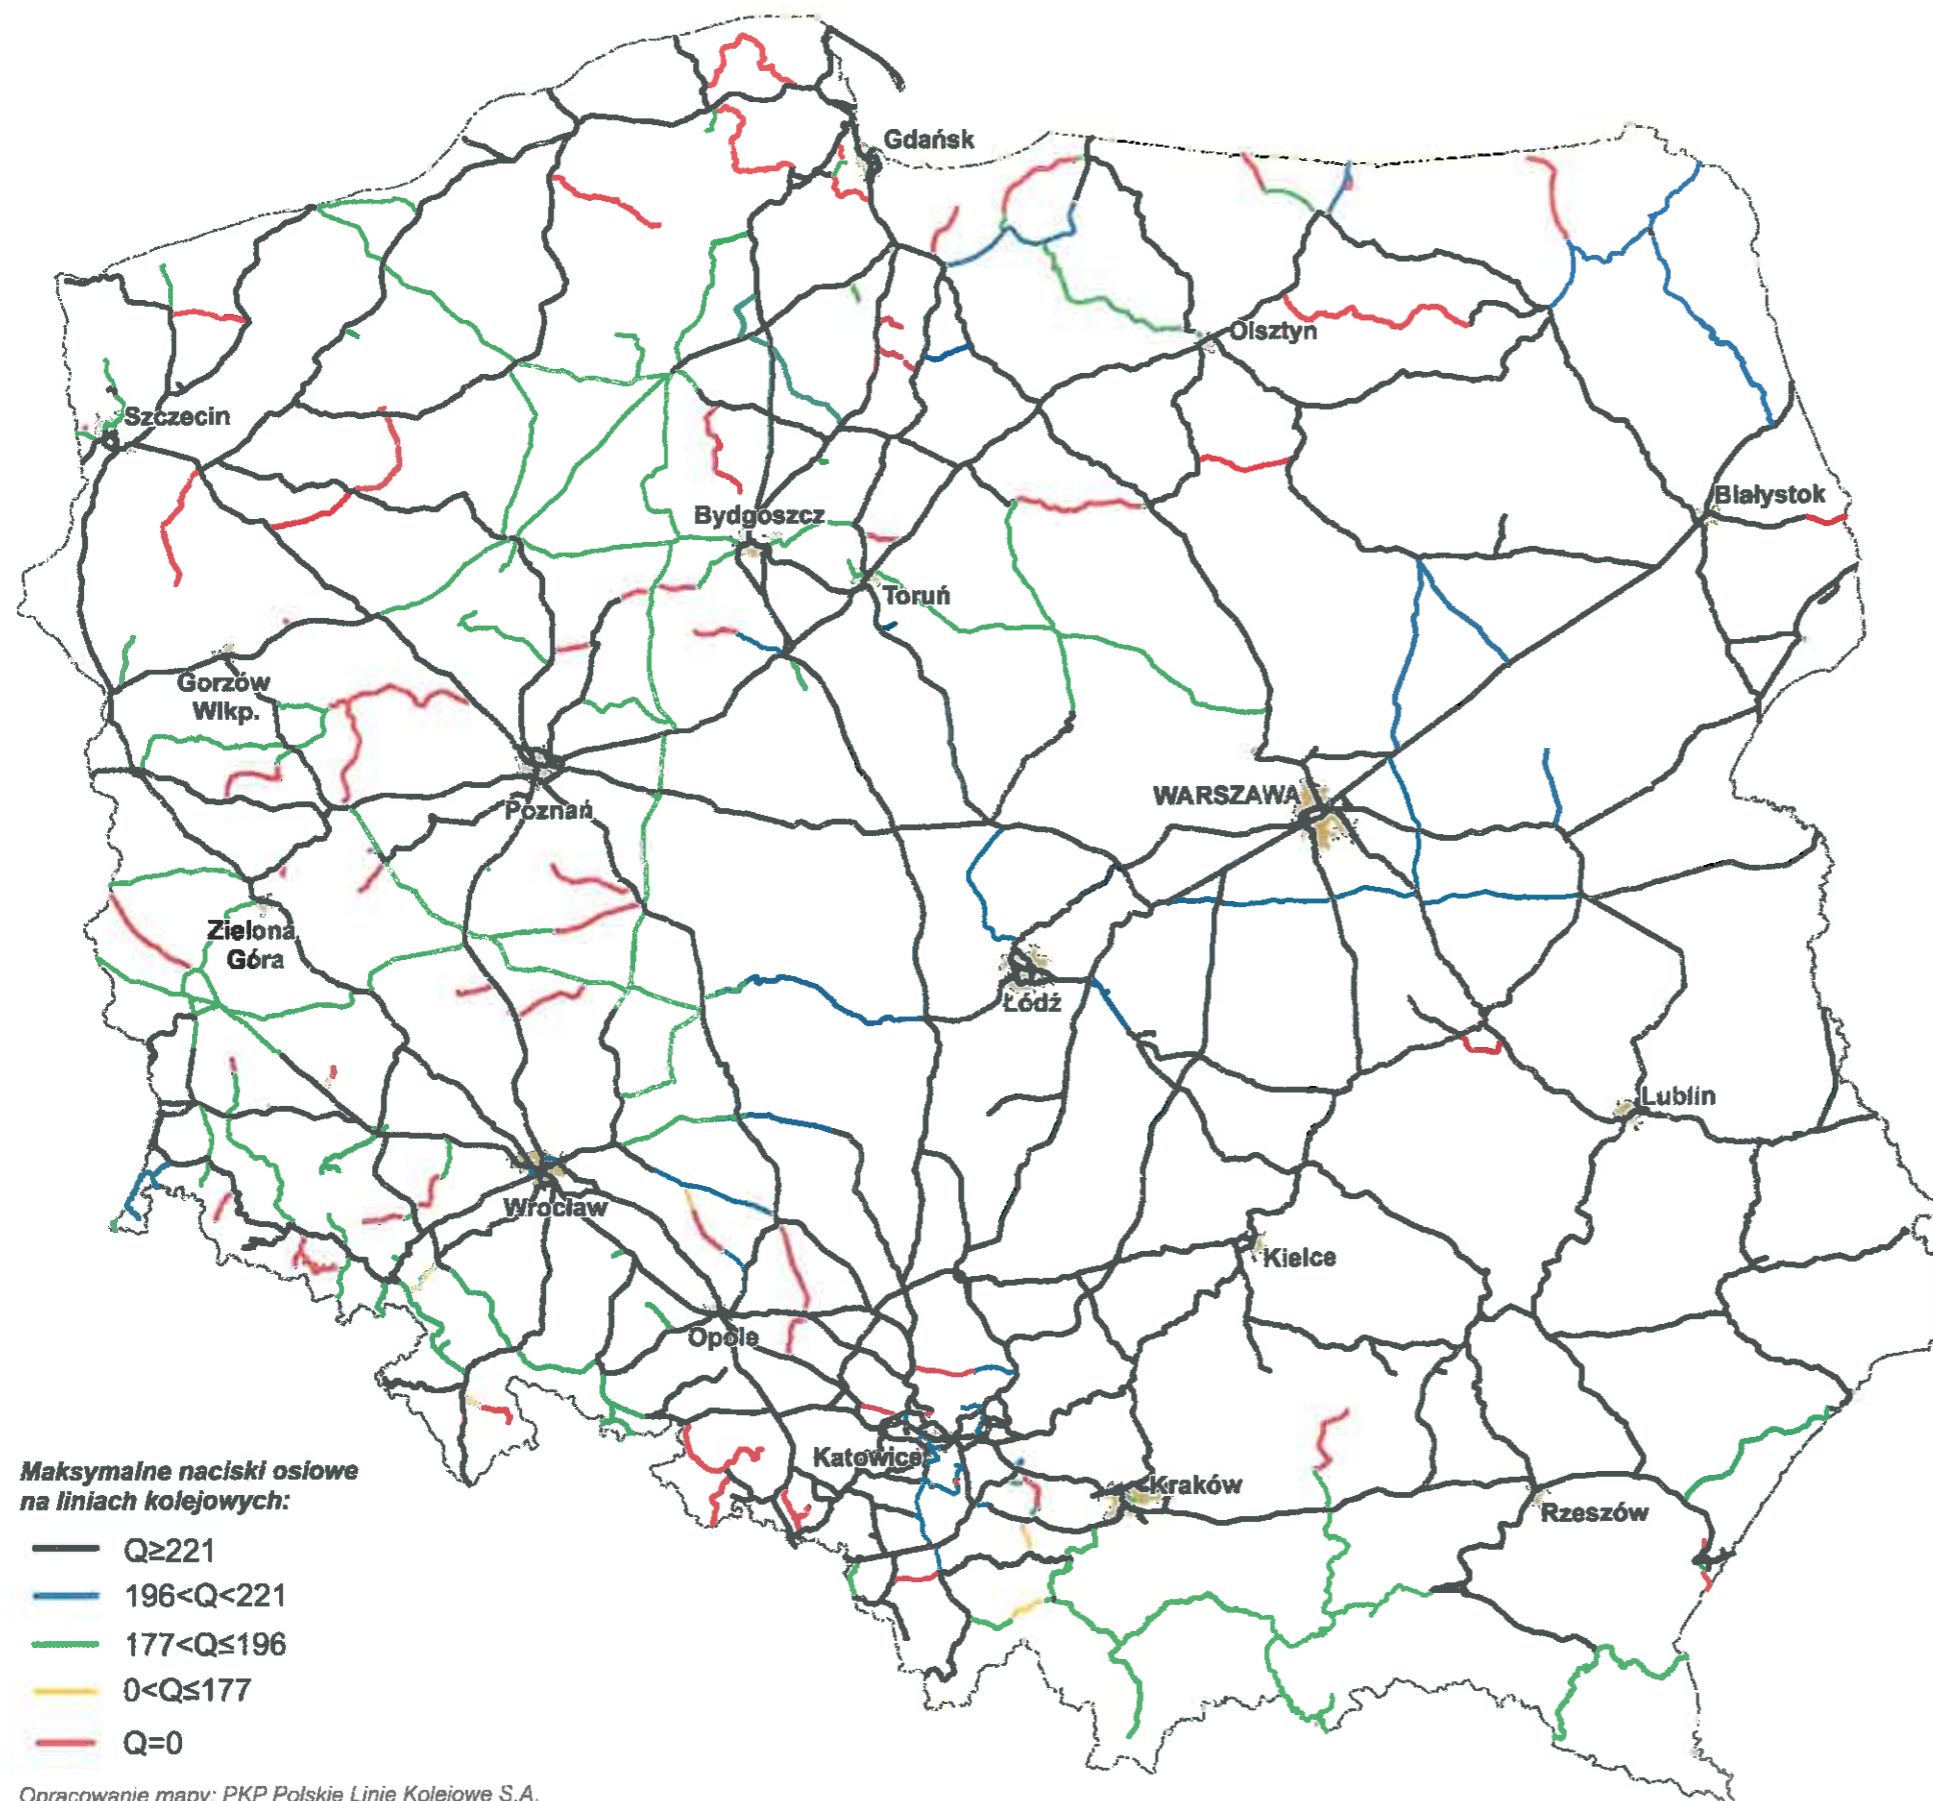 Gdańsk
Olsztyn
Szczecin
Białystok
Bydgoszcz
Toruń
Gorzów
Wlkp.
WARSZAWA
Poznań
Zielona
Góra
Łódź
Lublin
Wrocław
Kielce
Opole
Katowice
Kraków
Rzeszów
Maksymalne naciski osiowe
na liniach kolejowych:
Q≥221
196<Q<221
177<Q≤196
0<Q≤177
Q=0
Opracowanie mapy: PKP Polskie Linie Kolejowe S.A.